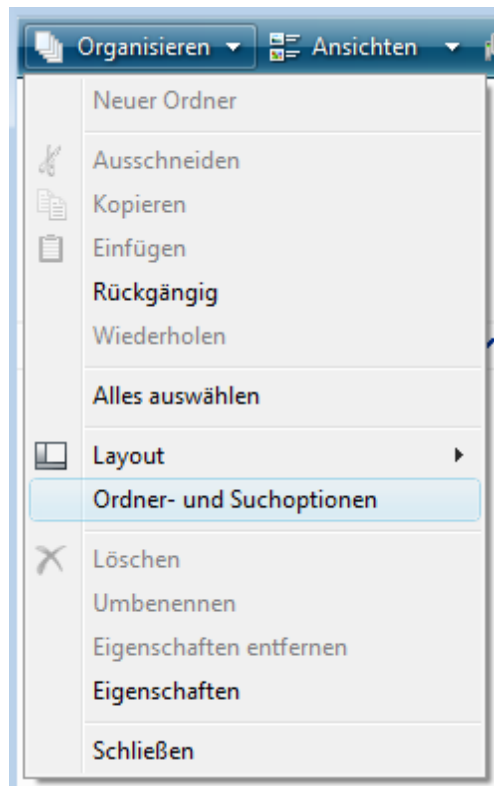 Organisieren Ansichten
Neuer Ordner
Ausschneiden
Kopieren
Einfügen
Rückgängig
Wiederholen
Alles auswählen
Layout
Ordner- und Suchoptionen
Löschen
Umbenennen
Eigenschaften entfernen
Eigenschaften
Schließen